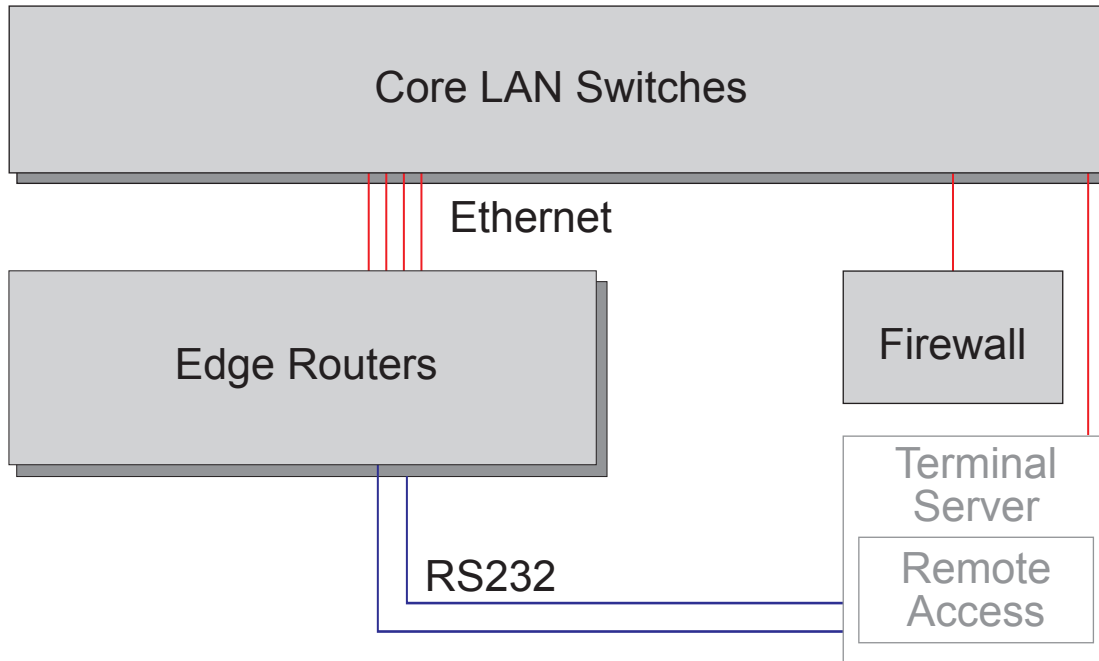 Core LAN Switches
Ethernet
Edge Routers
Firewall
Terminal
Server
RS232
Remote
Access